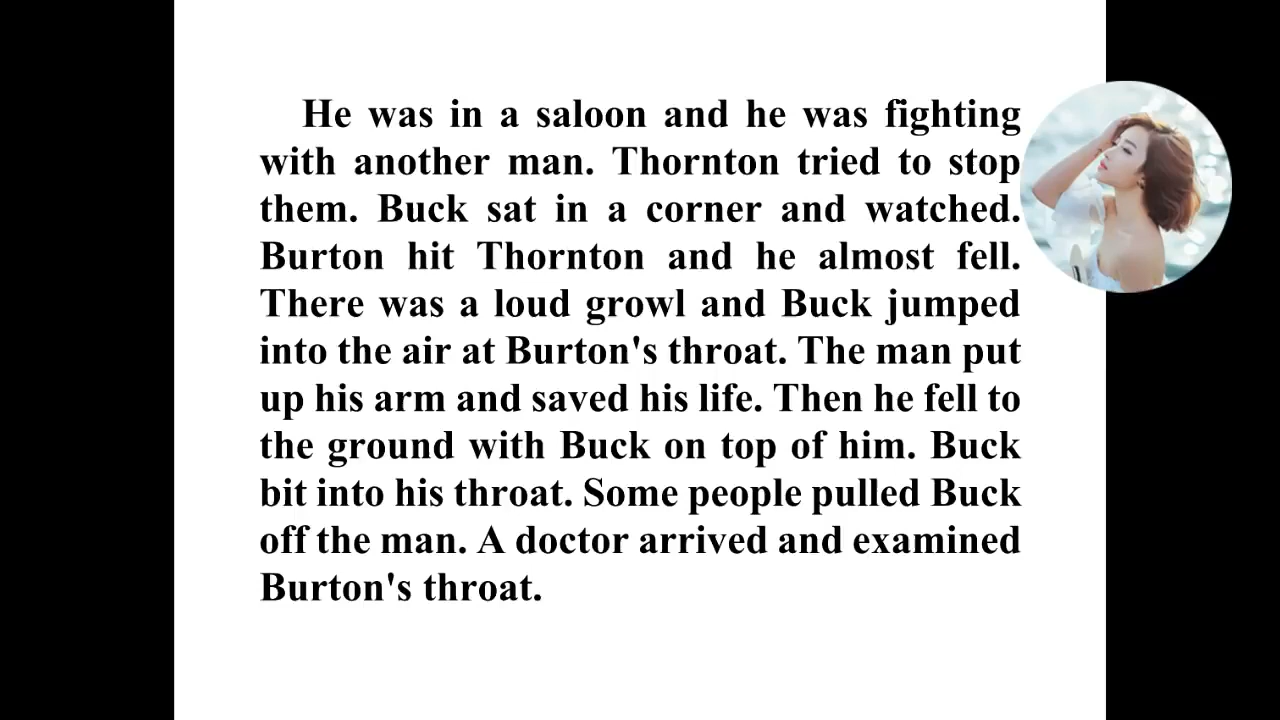 He was in a saloon and he was fighting
with another man. Thornton tried to stop
them. Buck sat in a corner and watched.
Burton hit Thornton and he almost fell.
There was a loud growl and Buck jumped
into the air at Burton's throat. The man put
up his arm and saved his life. Then he fell to
the ground with Buck on top of him. Buck
bit into his throat. Some people pulled Buck
off the man. A doctor arrived and examined
Burton's throat.